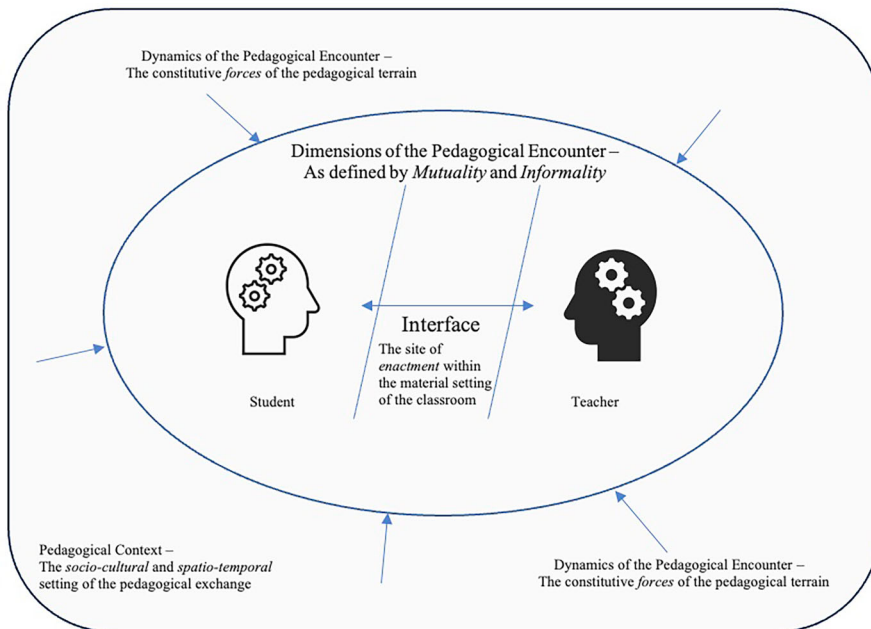 Dynamics of the Pedagogical Encounter –
The constitutive forces of the pedagogical terrain
Dimensions of the Pedagogical Encounter –
As defined by Mutuality and Informality
Interface
The site of
enactment within
the material setting
of the classroom
Student
Teacher
Pedagogical Context –
The socio-cultural and spatio-temporal
setting of the pedagogical exchange
Dynamics of the Pedagogical Encounter –
The constitutive forces of the pedagogical terrain